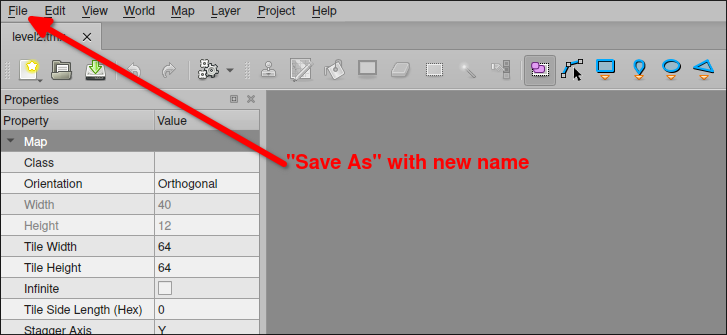 File Edit View World Map Layer Project Help
level2.tmx
Properties
Property Value
Map
Class
Orientation Orthogonal
Width 40
Height 12
Tile Width 64
Tile Height 64
Infinite
Tile Side Length (Hex) 0
Stagger Axis Y
"Save As" with new name